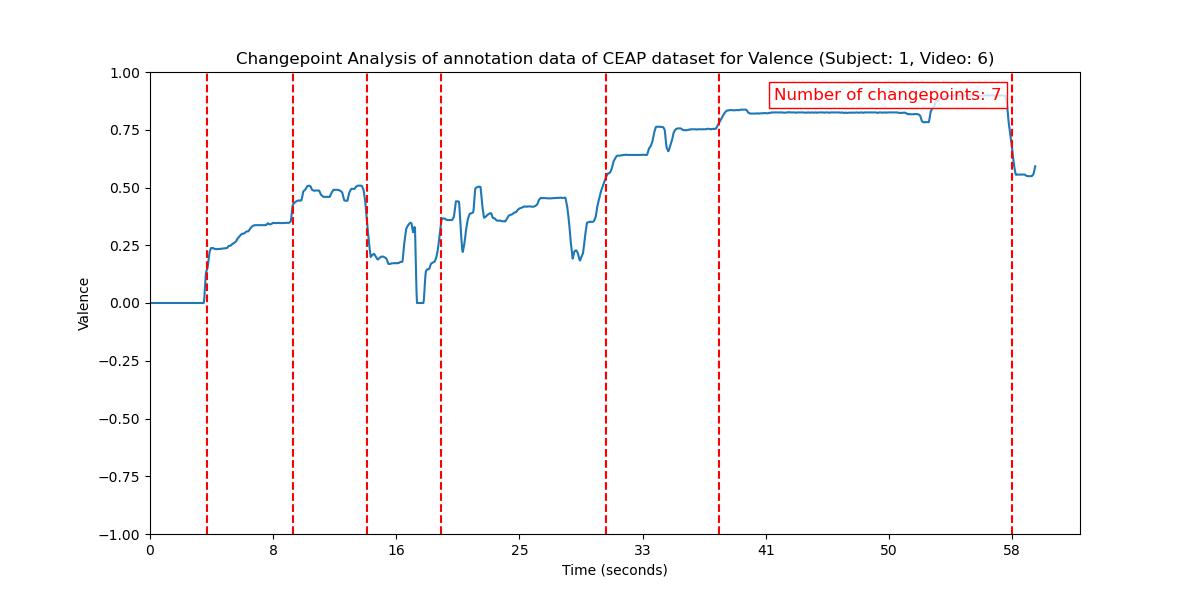 Changepoint Analysis of annotation data of CEAP dataset for Valence (Subject: 1, Video: 6)
Number of changepoints: 7
1.00
0.75
0.50
0.25
0.00
−0.25
−0.50
−0.75
−1.00
Valence
0 8 16 25 33 41 50 58
Time (seconds)